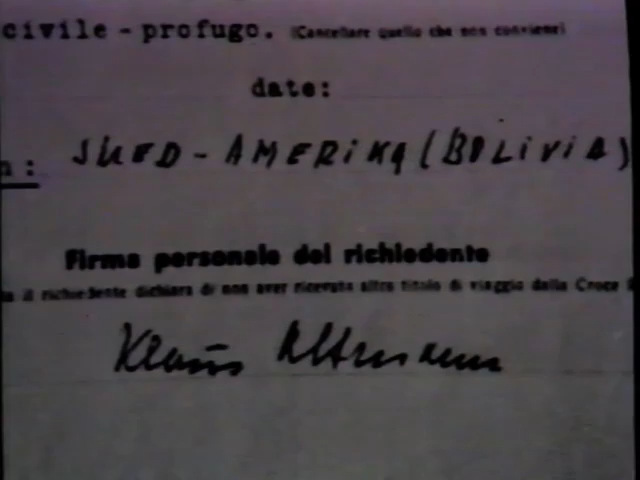 civile - profugo. (Cancellare quello che non conviene)
date:
n: SUED - AMERiKA (BOLiViA)
Firma personale del richiedente
il richiedente dichiara di non aver ricevuto altro titolo di viaggio dalla Croce
Klaus Altmann